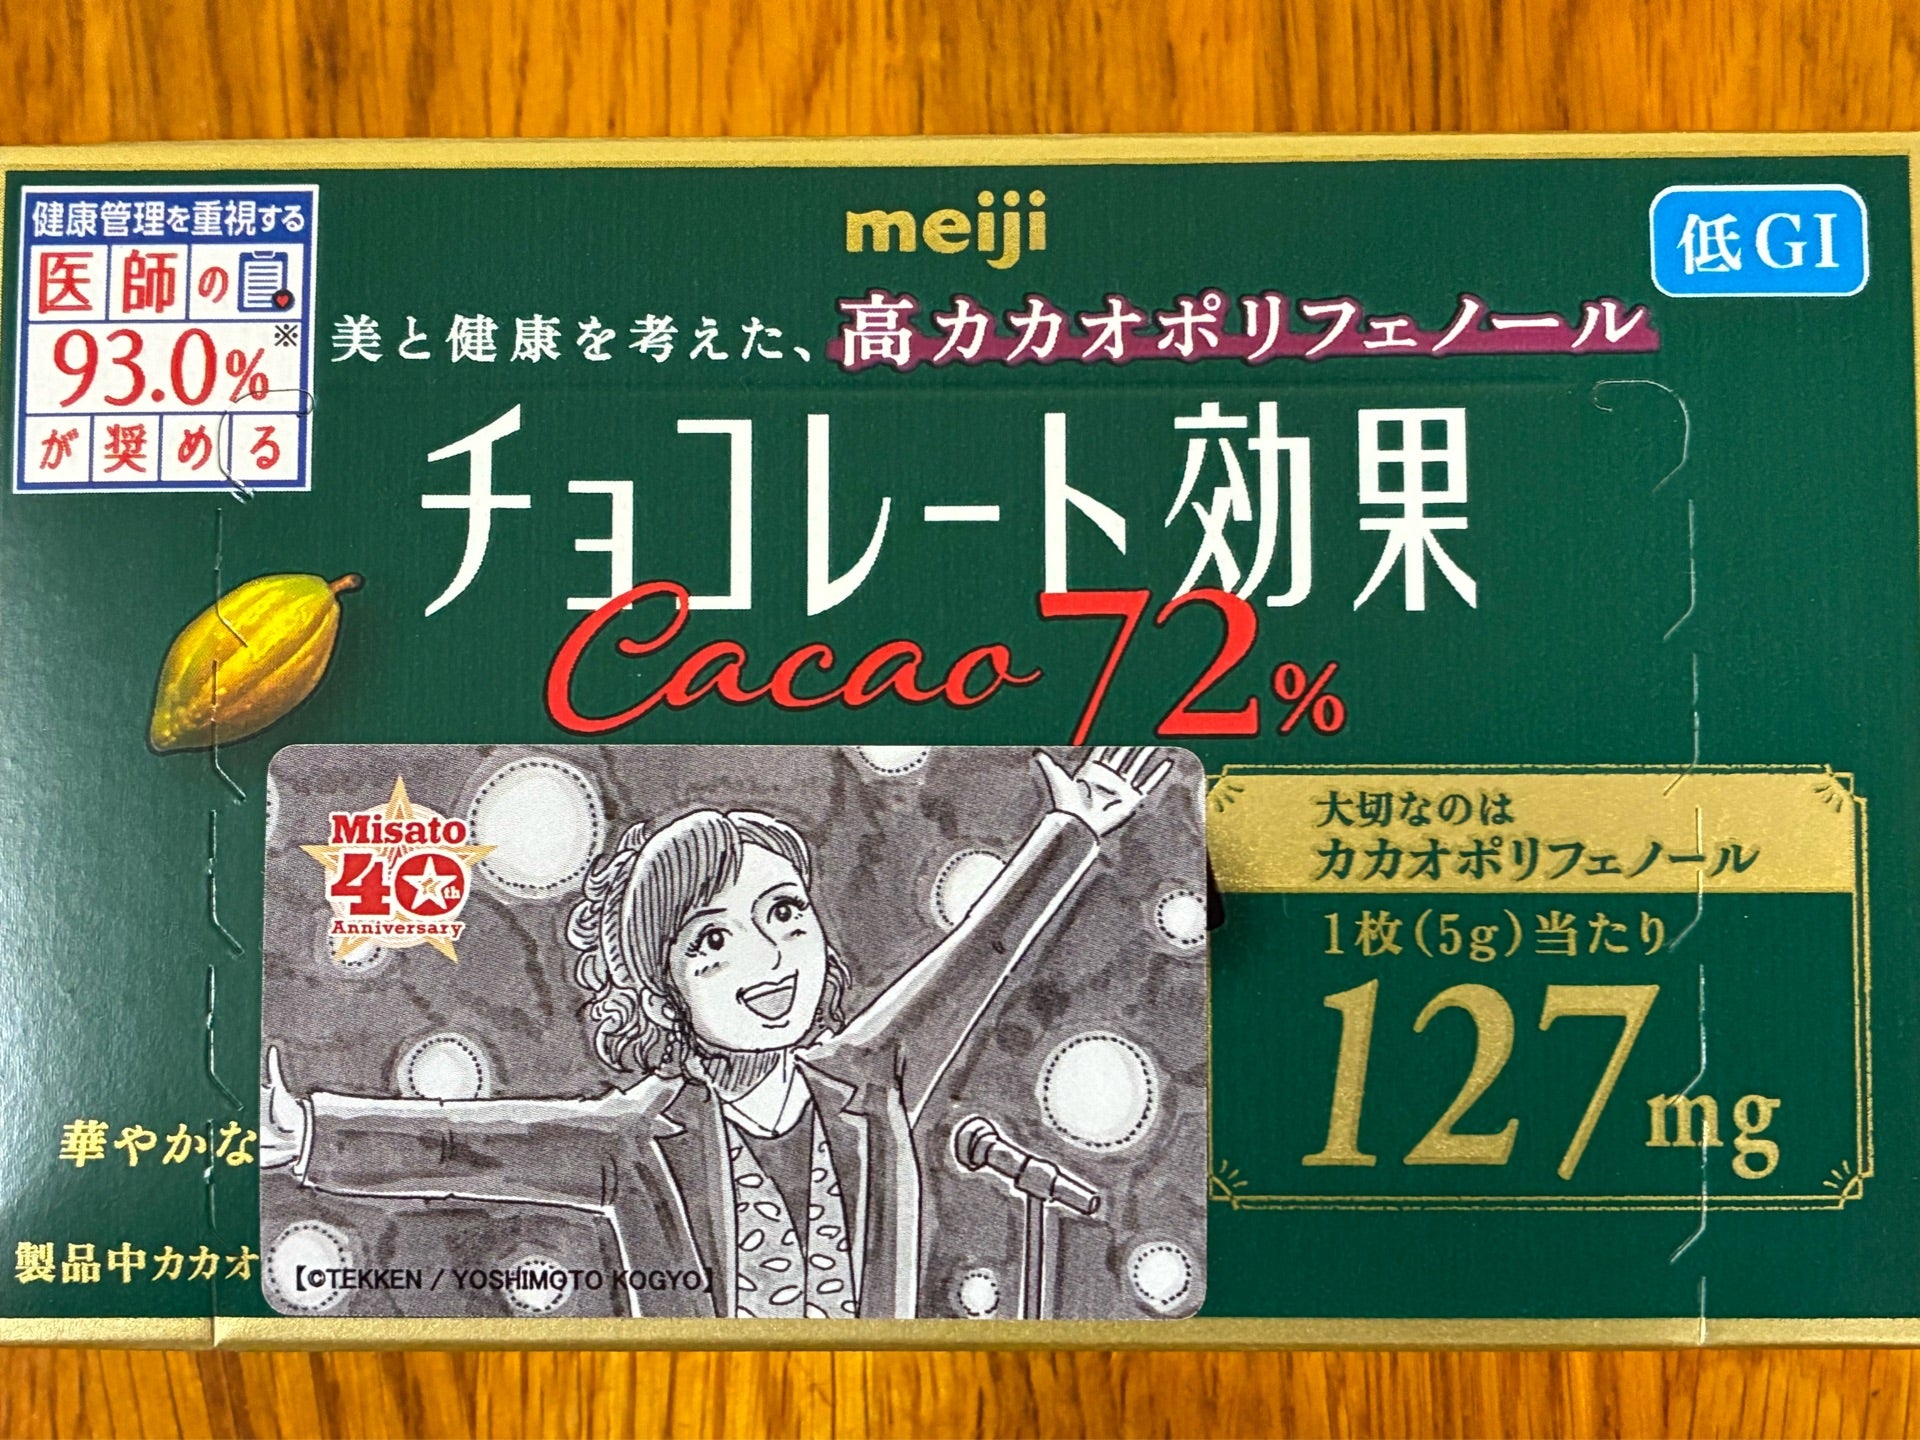 meiji
低GI
健康管理を重視する
医師の
93.0%※
が奨める
美と健康を考えた、高カカオポリフェノール
チョコレート効果
Cacao 72%
Misato
40th
Anniversary
【©TEKKEN / YOSHIMOTO KOGYO】
大切なのは
カカオポリフェノール
1枚(5g)当たり
127mg
華やかな
製品中カカオ